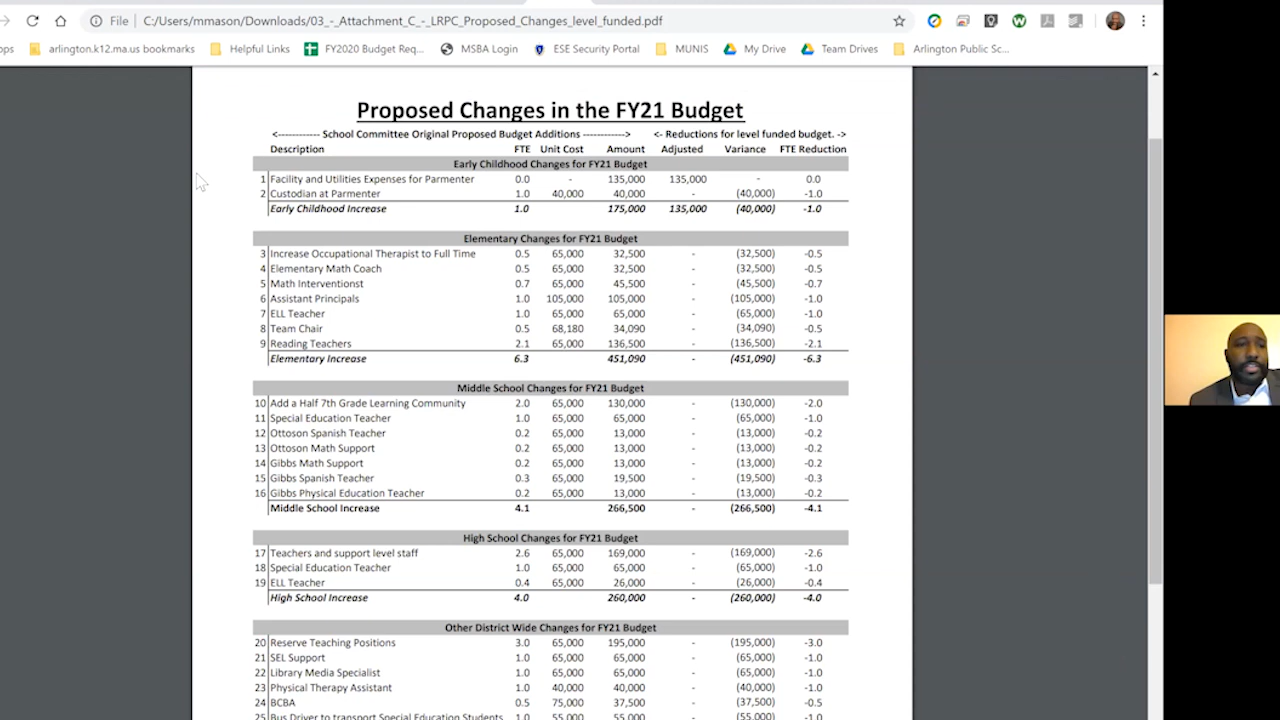 File | C:/Users/mmason/Downloads/03_-_Attachment_C_-_LRPC_Proposed_Changes_level_funded.pdf
ops arlington.k12.ma.us bookmarks Helpful Links FY2020 Budget Req... MSBA Login ESE Security Portal MUNIS My Drive Team Drives Arlington Public Sc...
Proposed Changes in the FY21 Budget
<------------ School Committee Original Proposed Budget Additions ------------> <- Reductions for level funded budget. ->
Description FTE Unit Cost Amount Adjusted Variance FTE Reduction
Early Childhood Changes for FY21 Budget
1 Facility and Utilities Expenses for Parmenter 0.0 - 135,000 135,000 - 0.0
2 Custodian at Parmenter 1.0 40,000 40,000 - (40,000) -1.0
Early Childhood Increase 1.0 175,000 135,000 (40,000) -1.0
Elementary Changes for FY21 Budget
3 Increase Occupational Therapist to Full Time 0.5 65,000 32,500 - (32,500) -0.5
4 Elementary Math Coach 0.5 65,000 32,500 - (32,500) -0.5
5 Math Interventionst 0.7 65,000 45,500 - (45,500) -0.7
6 Assistant Principals 1.0 105,000 105,000 - (105,000) -1.0
7 ELL Teacher 1.0 65,000 65,000 - (65,000) -1.0
8 Team Chair 0.5 68,180 34,090 - (34,090) -0.5
9 Reading Teachers 2.1 65,000 136,500 - (136,500) -2.1
Elementary Increase 6.3 451,090 - (451,090) -6.3
Middle School Changes for FY21 Budget
10 Add a Half 7th Grade Learning Community 2.0 65,000 130,000 - (130,000) -2.0
11 Special Education Teacher 1.0 65,000 65,000 - (65,000) -1.0
12 Ottoson Spanish Teacher 0.2 65,000 13,000 - (13,000) -0.2
13 Ottoson Math Support 0.2 65,000 13,000 - (13,000) -0.2
14 Gibbs Math Support 0.2 65,000 13,000 - (13,000) -0.2
15 Gibbs Spanish Teacher 0.3 65,000 19,500 - (19,500) -0.3
16 Gibbs Physical Education Teacher 0.2 65,000 13,000 - (13,000) -0.2
Middle School Increase 4.1 266,500 - (266,500) -4.1
High School Changes for FY21 Budget
17 Teachers and support level staff 2.6 65,000 169,000 - (169,000) -2.6
18 Special Education Teacher 1.0 65,000 65,000 - (65,000) -1.0
19 ELL Teacher 0.4 65,000 26,000 - (26,000) -0.4
High School Increase 4.0 260,000 - (260,000) -4.0
Other District Wide Changes for FY21 Budget
20 Reserve Teaching Positions 3.0 65,000 195,000 - (195,000) -3.0
21 SEL Support 1.0 65,000 65,000 - (65,000) -1.0
22 Library Media Specialist 1.0 65,000 65,000 - (65,000) -1.0
23 Physical Therapy Assistant 1.0 40,000 40,000 - (40,000) -1.0
24 BCBA 0.5 75,000 37,500 - (37,500) -0.5
25 Bus Driver to transport Special Education Students 1.0 55,000 55,000 - (55,000) -1.0